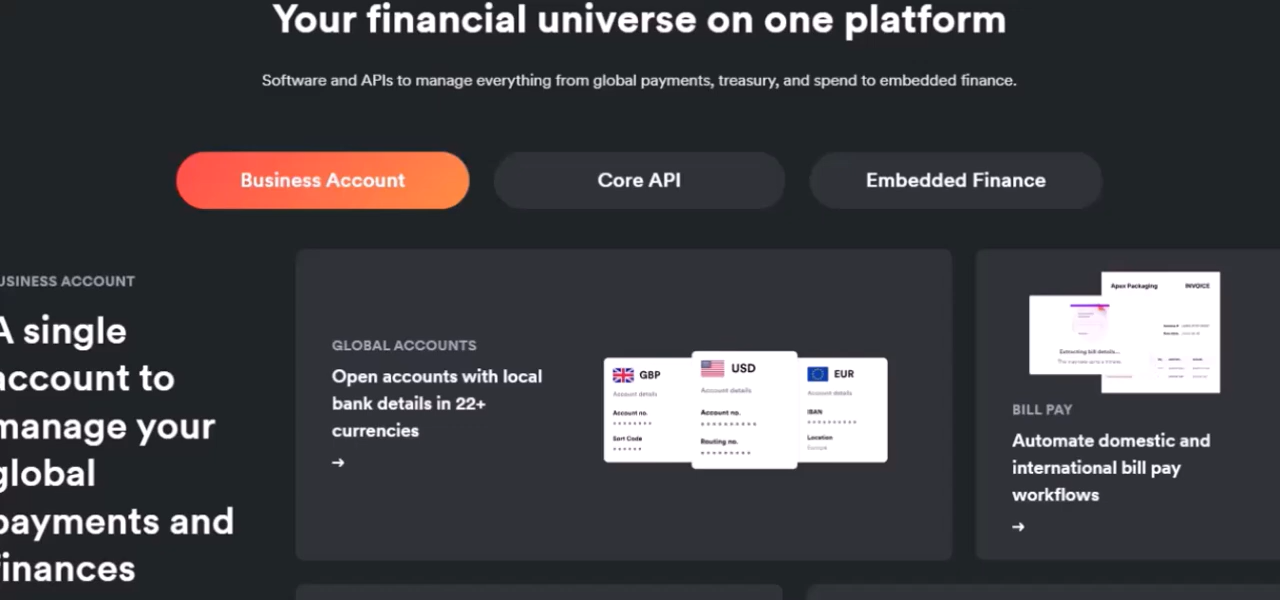 Your financial universe on one platform
Software and APIs to manage everything from global payments, treasury, and spend to embedded finance.
Business Account
Core API
Embedded Finance
USINESS ACCOUNT
A single
account to
manage your
global
payments and
finances
GLOBAL ACCOUNTS
Open accounts with local
bank details in 22+
currencies
GBP
Account details
Account no.
Sort Code
USD
Account details
Account no.
Routing no.
EUR
Account details
IBAN
Location
Europe
Apex Packaging
INVOICE
Extracting bill details...
BILL PAY
Automate domestic and
international bill pay
workflows